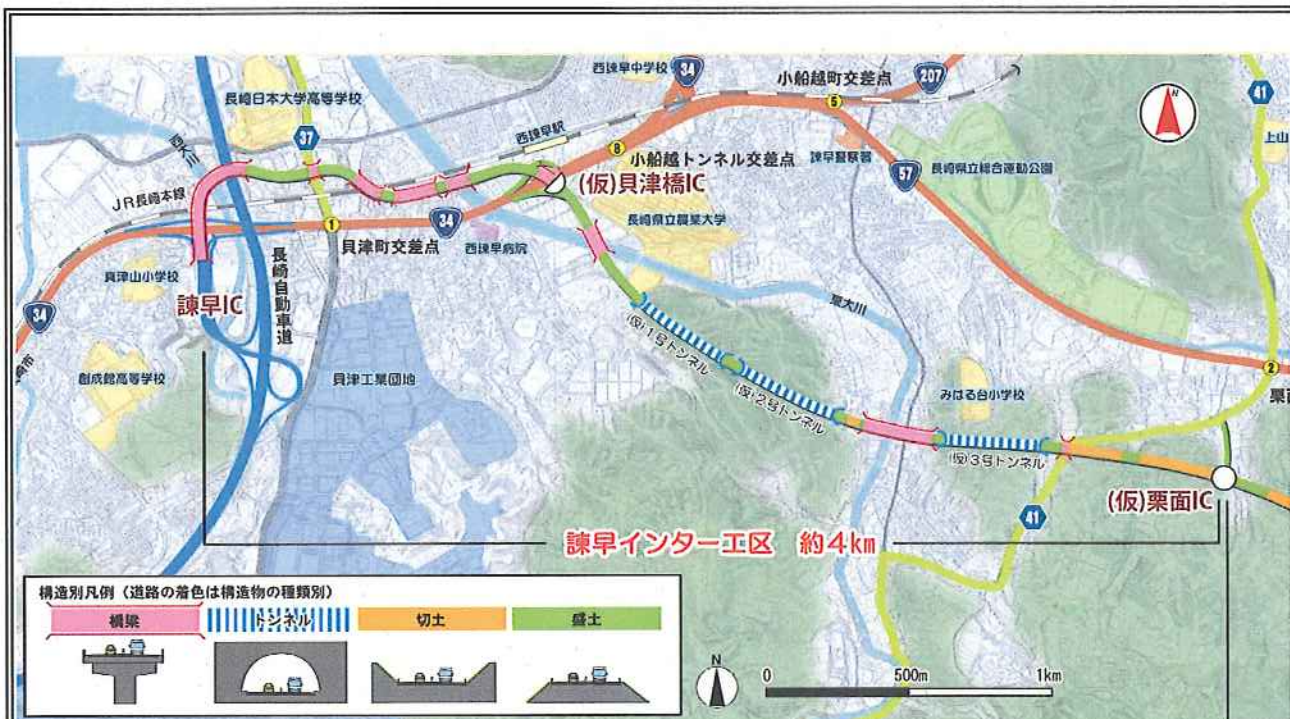 西諫早中学校
34
小船越町交差点
207
41
N
長崎日本大学高等学校
37
西諫早駅
5
上山
8
小船越トンネル交差点
諫早警察署
57
長崎県立総合運動公園
JR長崎本線
(仮)貝津橋IC
長崎県立農業大学
34
1
貝津町交差点
西諫早病院
長崎自動車道
真津山小学校
諫早IC
34
東大川
(仮)1号トンネル
創成館高等学校
貝津工業団地
(仮)2号トンネル
みはる台小学校
2
栗面
(仮)3号トンネル
(仮)栗面IC
41
諫早インター工区 約4km
構造別凡例(道路の着色は構造物の種類別)
橋梁
トンネル
切土
盛土
N
0
500m
1km